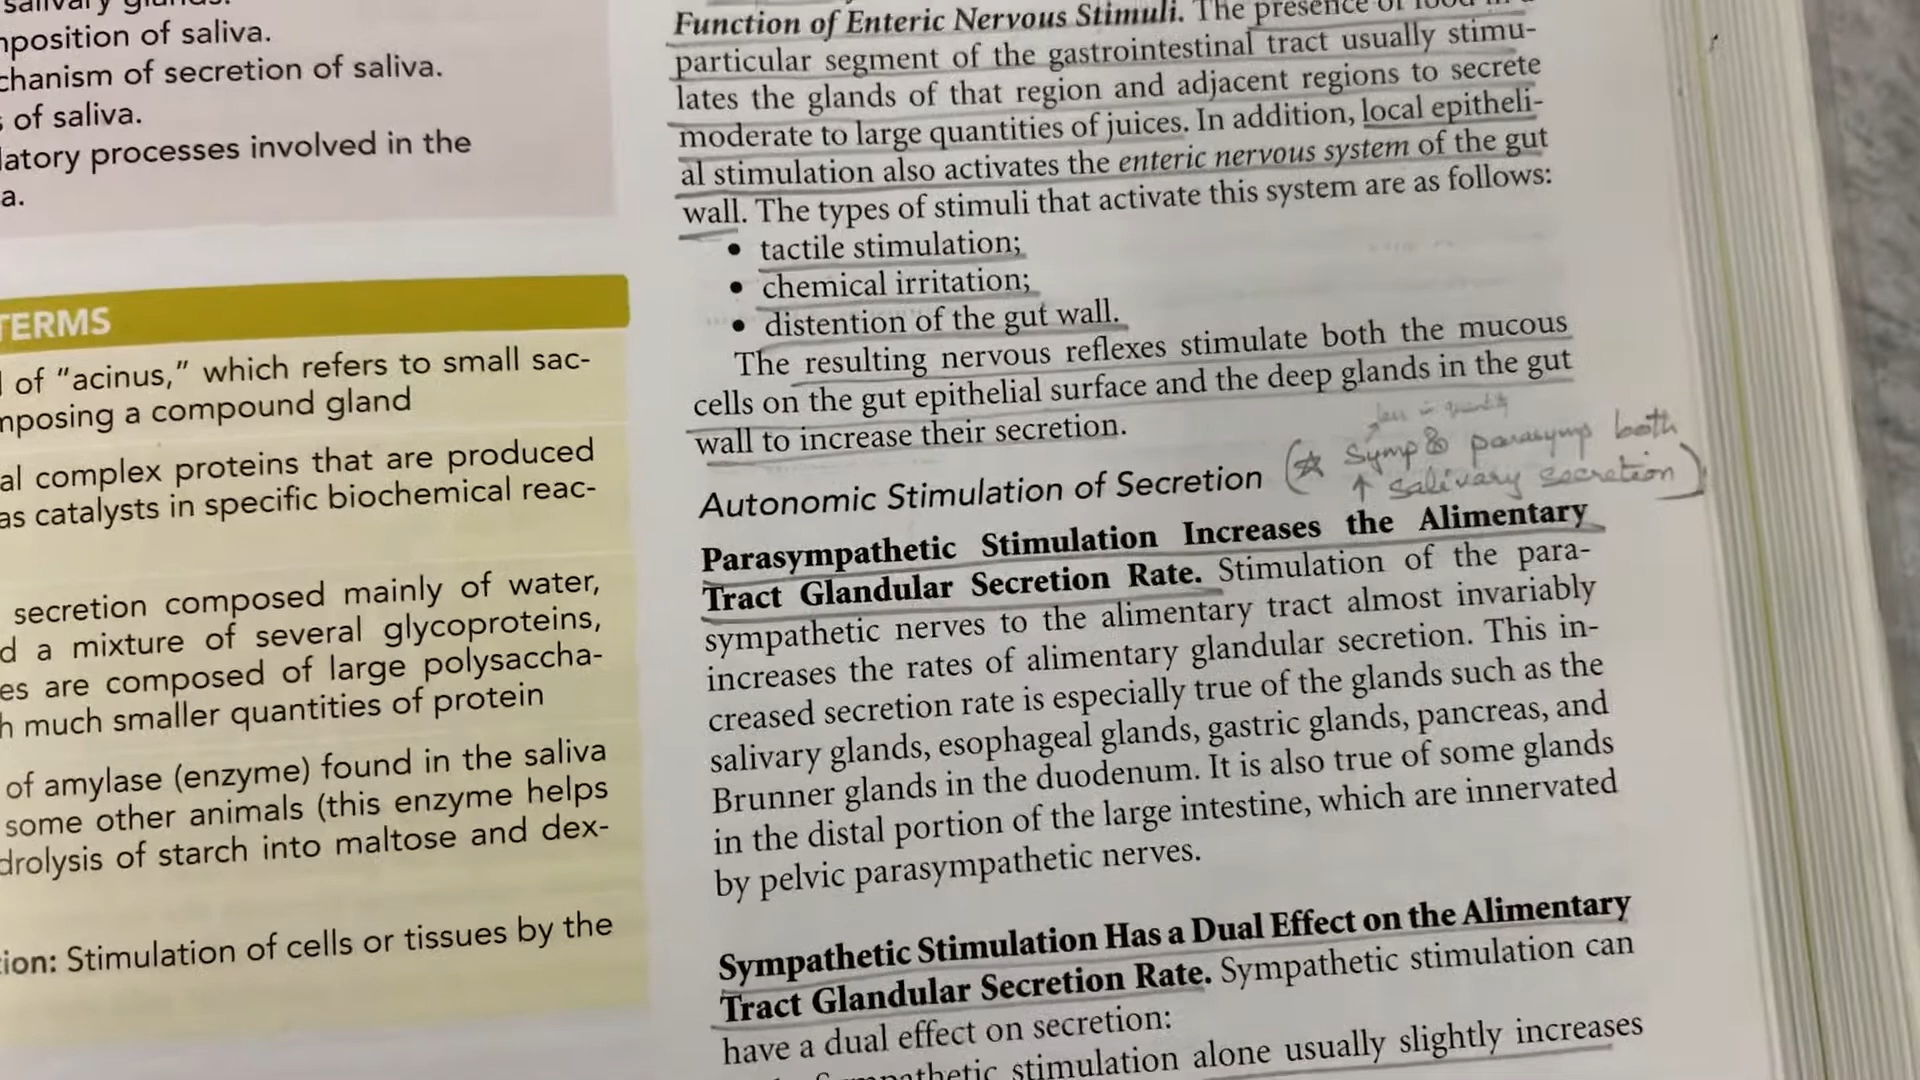 salivary glands.
mposition of saliva.
chanism of secretion of saliva.
s of saliva.
latory processes involved in the
a.
TERMS
l of “acinus,” which refers to small sac-
mposing a compound gland
al complex proteins that are produced
as catalysts in specific biochemical reac-
secretion composed mainly of water,
d a mixture of several glycoproteins,
es are composed of large polysaccha-
h much smaller quantities of protein
of amylase (enzyme) found in the saliva
some other animals (this enzyme helps
drolysis of starch into maltose and dex-
ion: Stimulation of cells or tissues by the
Function of Enteric Nervous Stimuli. The presence of food in a
particular segment of the gastrointestinal tract usually stimu-
lates the glands of that region and adjacent regions to secrete
moderate to large quantities of juices. In addition, local epitheli-
al stimulation also activates the enteric nervous system of the gut
wall. The types of stimuli that activate this system are as follows:
• tactile stimulation;
• chemical irritation;
• distention of the gut wall.
The resulting nervous reflexes stimulate both the mucous
cells on the gut epithelial surface and the deep glands in the gut
wall to increase their secretion.
less in quantity
Autonomic Stimulation of Secretion
(☆ Symp & parasymp both
↑ salivary secretion)
Parasympathetic Stimulation Increases the Alimentary
Tract Glandular Secretion Rate. Stimulation of the para-
sympathetic nerves to the alimentary tract almost invariably
increases the rates of alimentary glandular secretion. This in-
creased secretion rate is especially true of the glands such as the
salivary glands, esophageal glands, gastric glands, pancreas, and
Brunner glands in the duodenum. It is also true of some glands
in the distal portion of the large intestine, which are innervated
by pelvic parasympathetic nerves.
Sympathetic Stimulation Has a Dual Effect on the Alimentary
Tract Glandular Secretion Rate. Sympathetic stimulation can
have a dual effect on secretion:
stimulation alone usually slightly increases